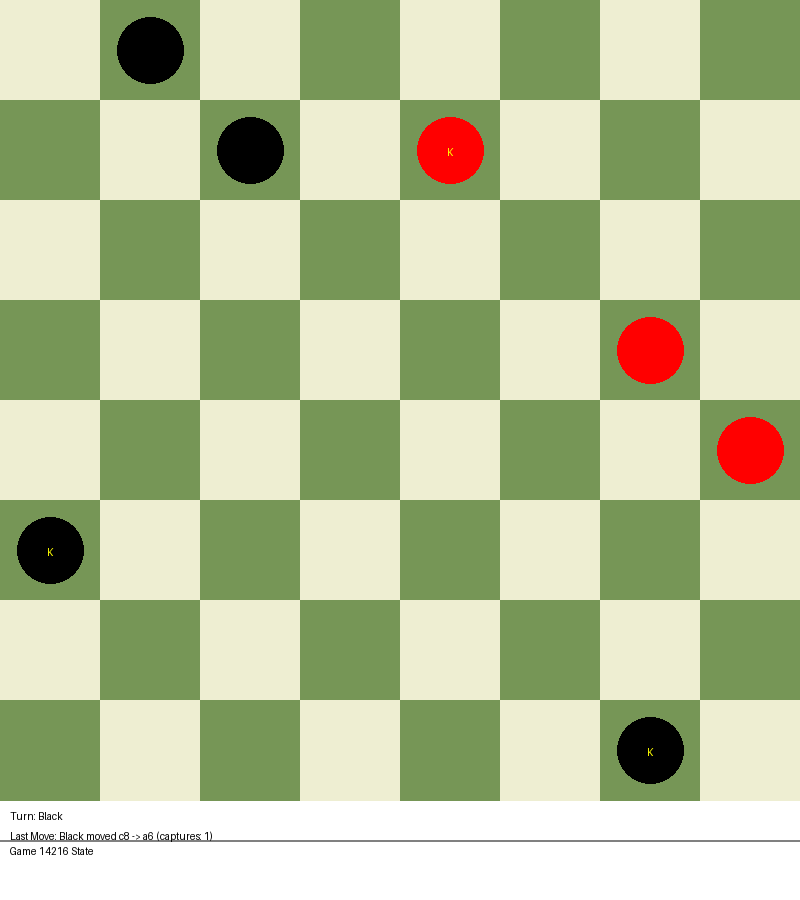 K
K
K
Turn: Black
Last Move: Black moved c8 -> a6 (captures: 1)
Game 14216 State